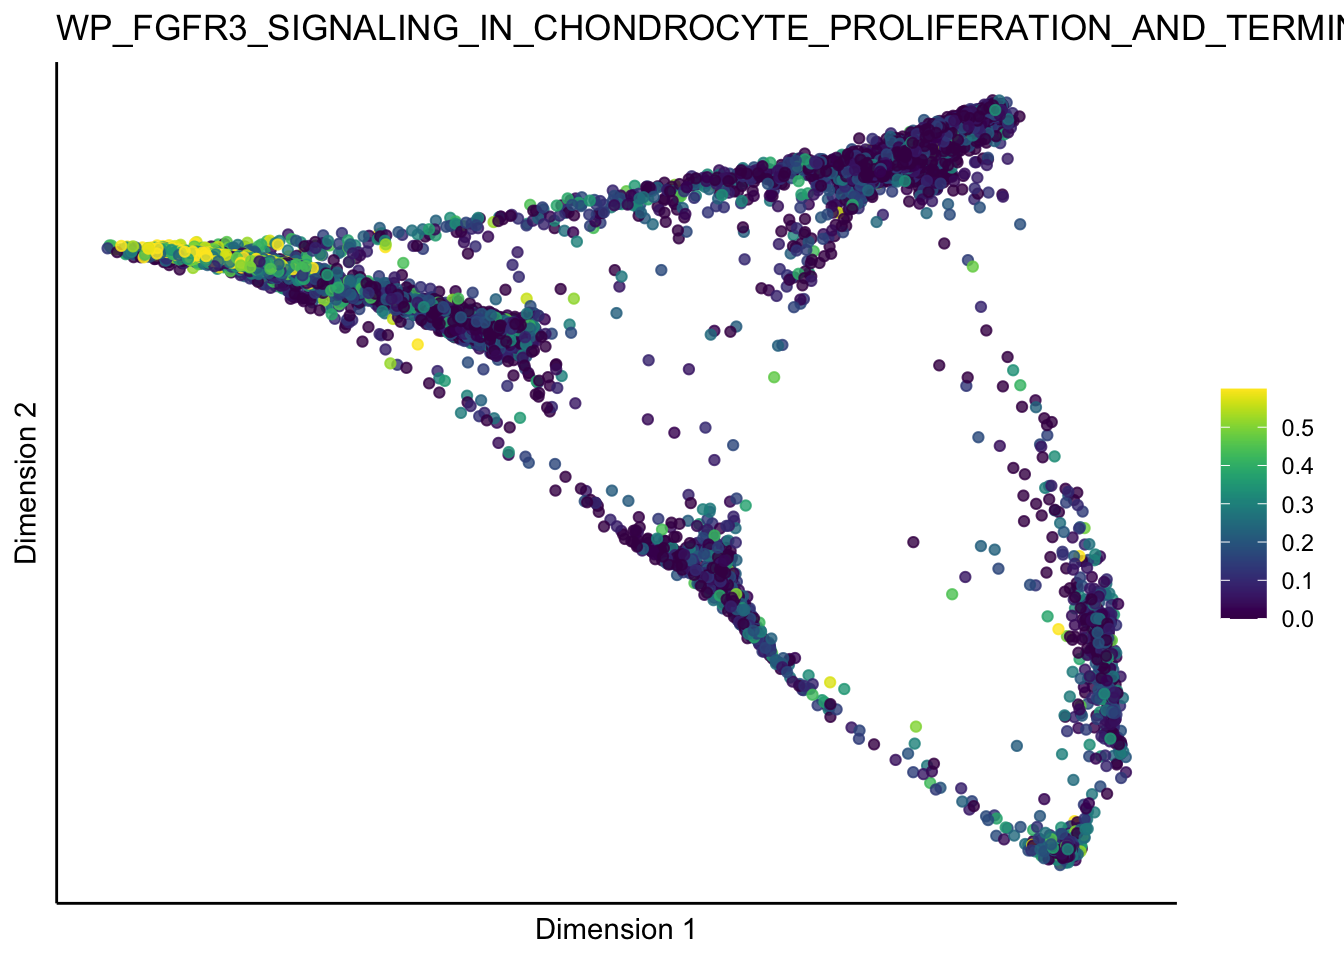 WP_FGFR3_SIGNALING_IN_CHONDROCYTE_PROLIFERATION_AND_TERMIN
Dimension 2
0.5
0.4
0.3
0.2
0.1
0.0
Dimension 1